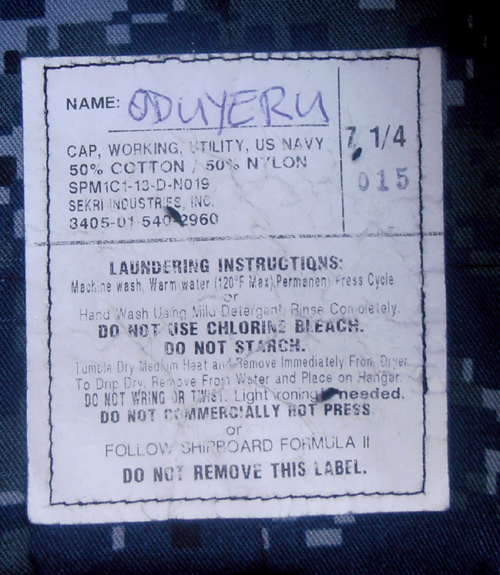 NAME: ODUYERU
CAP, WORKING, UTILITY, US NAVY
7 1/4
50% COTTON / 50% NYLON
SPM1C1-13-D-N019
015
SEKRI INDUSTRIES, INC.
3405-01-540-2960
LAUNDERING INSTRUCTIONS:
Machine wash, Warm water (120°F Max), Permanent Press Cycle
or
Hand Wash Using Mild Detergent, Rinse Completely.
DO NOT USE CHLORINE BLEACH.
DO NOT STARCH.
Tumble Dry Medium Heat and Remove Immediately From Dryer
To Drip Dry, Remove From Water and Place on Hanger.
DO NOT WRING OR TWIST. Light ironing if needed.
DO NOT COMMERCIALLY HOT PRESS
or
FOLLOW SHIPBOARD FORMULA II
DO NOT REMOVE THIS LABEL.